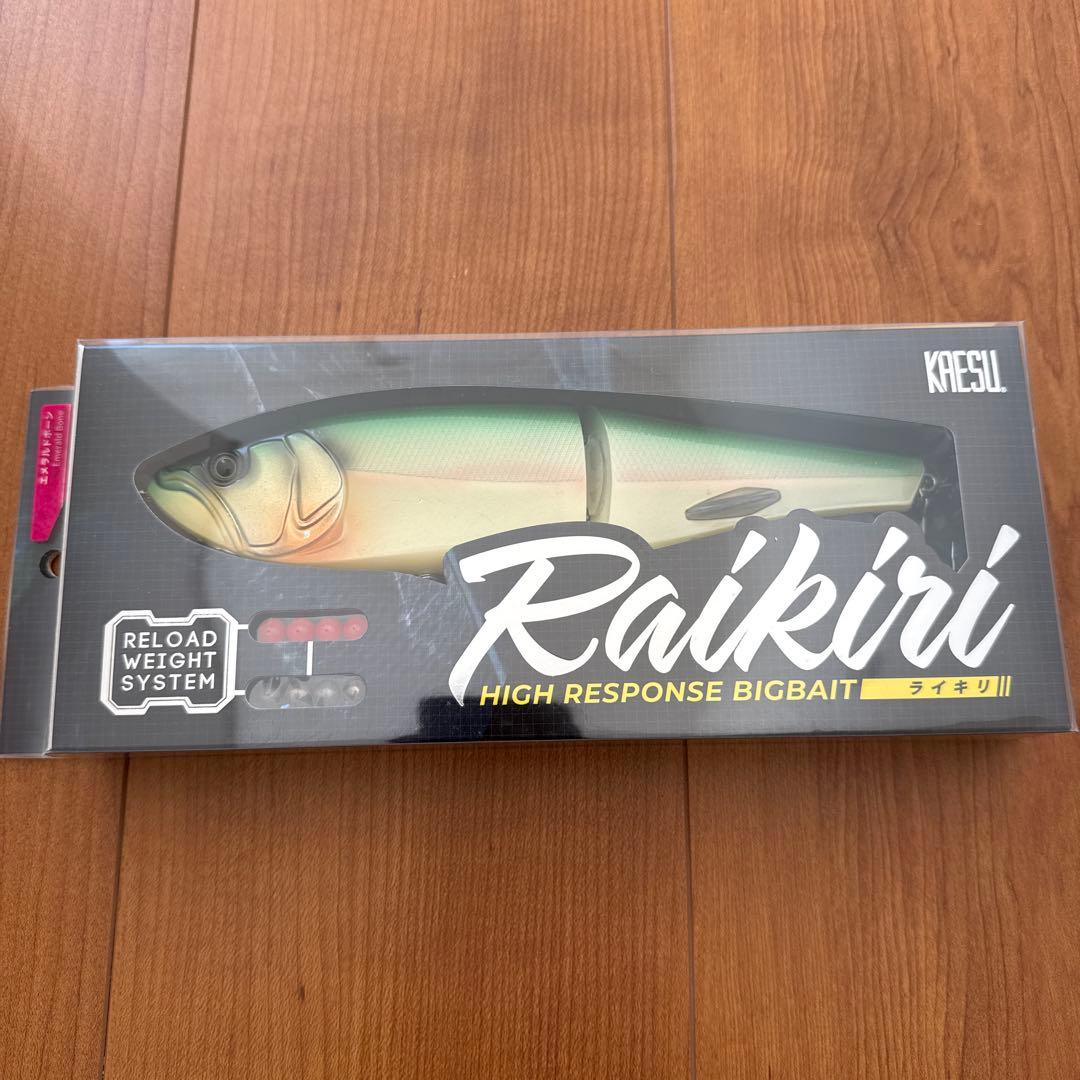 KAESU®
エメラルドボーン
Emerald Bone
RELOAD
WEIGHT
SYSTEM
Raikiri
HIGH RESPONSE BIGBAIT
ライキリ